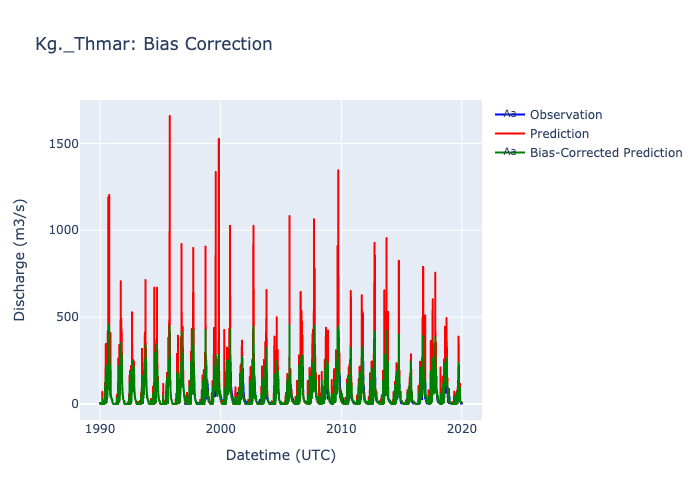 Kg._Thmar: Bias Correction
Aa Observation
Prediction
Aa Bias-Corrected Prediction
1500
1000
500
0
Discharge (m3/s)
1990
2000
2010
2020
Datetime (UTC)